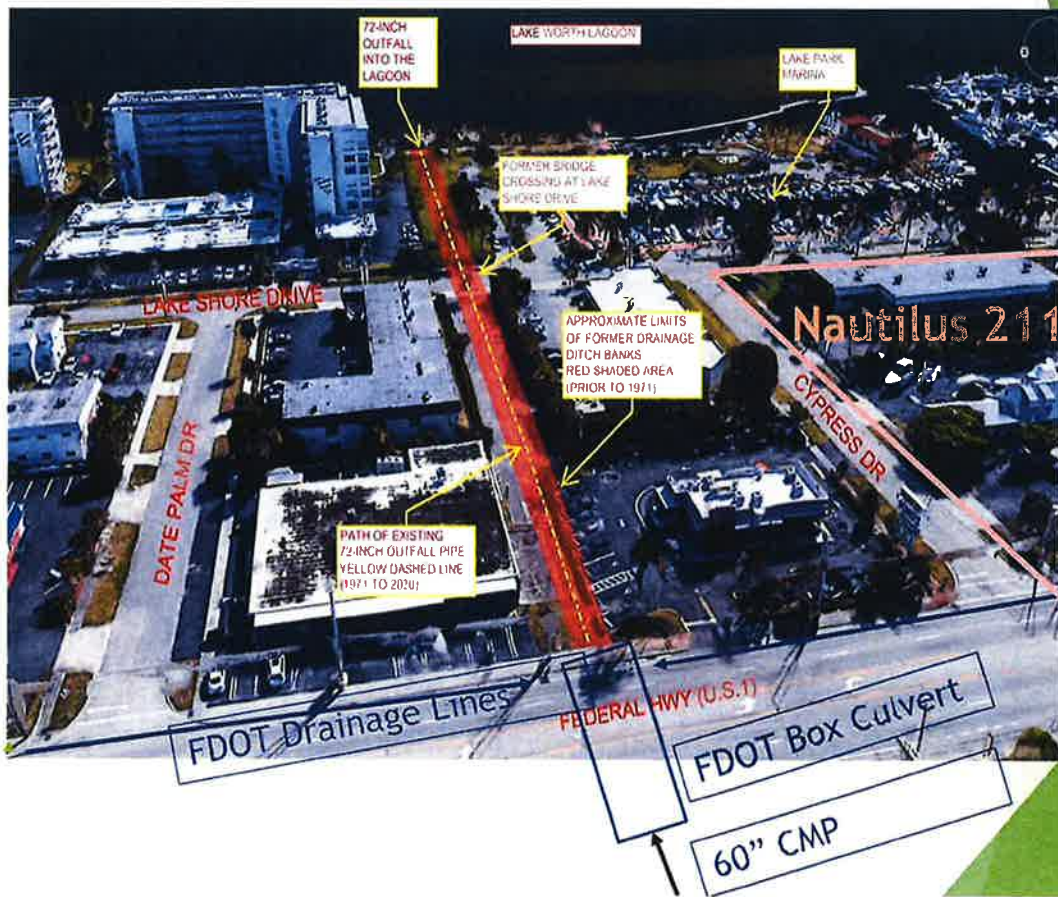 72-INCH
OUTFALL
INTO THE
LAGOON
LAKE WORTH LAGOON
LAKE PARK
MARINA
FORMER BRIDGE
CROSSING AT LAKE
SHORE DRIVE
LAKE SHORE DRIVE
APPROXIMATE LIMITS
OF FORMER DRAINAGE
DITCH BANKS
RED SHADED AREA
(PRIOR TO 1971)
Nautilus 211
CYPRESS DR
DATE PALM DR
PATH OF EXISTING
72-INCH OUTFALL PIPE
YELLOW DASHED LINE
(1971 TO 2020)
FEDERAL HWY (U.S.1)
FDOT Drainage Lines
FDOT Box Culvert
60” CMP